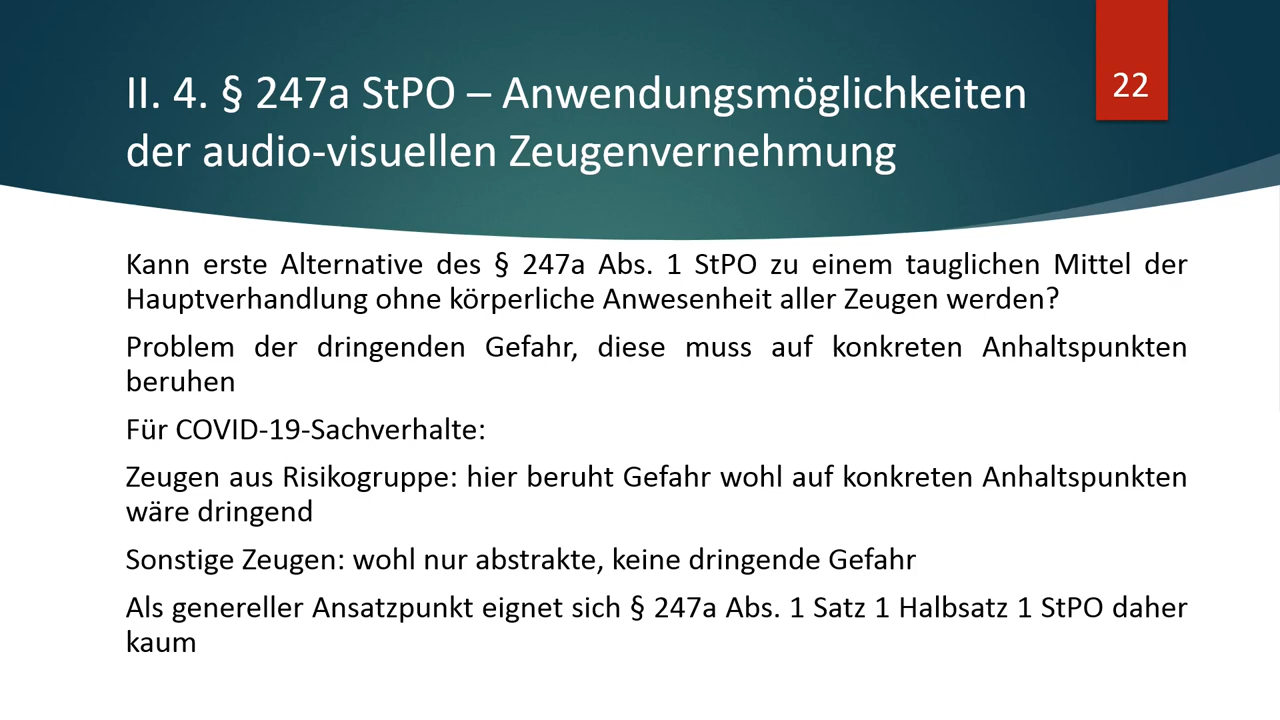 II. 4. § 247a StPO – Anwendungsmöglichkeiten
der audio-visuellen Zeugenvernehmung
22
Kann erste Alternative des § 247a Abs. 1 StPO zu einem tauglichen Mittel der
Hauptverhandlung ohne körperliche Anwesenheit aller Zeugen werden?
Problem der dringenden Gefahr, diese muss auf konkreten Anhaltspunkten
beruhen
Für COVID-19-Sachverhalte:
Zeugen aus Risikogruppe: hier beruht Gefahr wohl auf konkreten Anhaltspunkten
wäre dringend
Sonstige Zeugen: wohl nur abstrakte, keine dringende Gefahr
Als genereller Ansatzpunkt eignet sich § 247a Abs. 1 Satz 1 Halbsatz 1 StPO daher
kaum